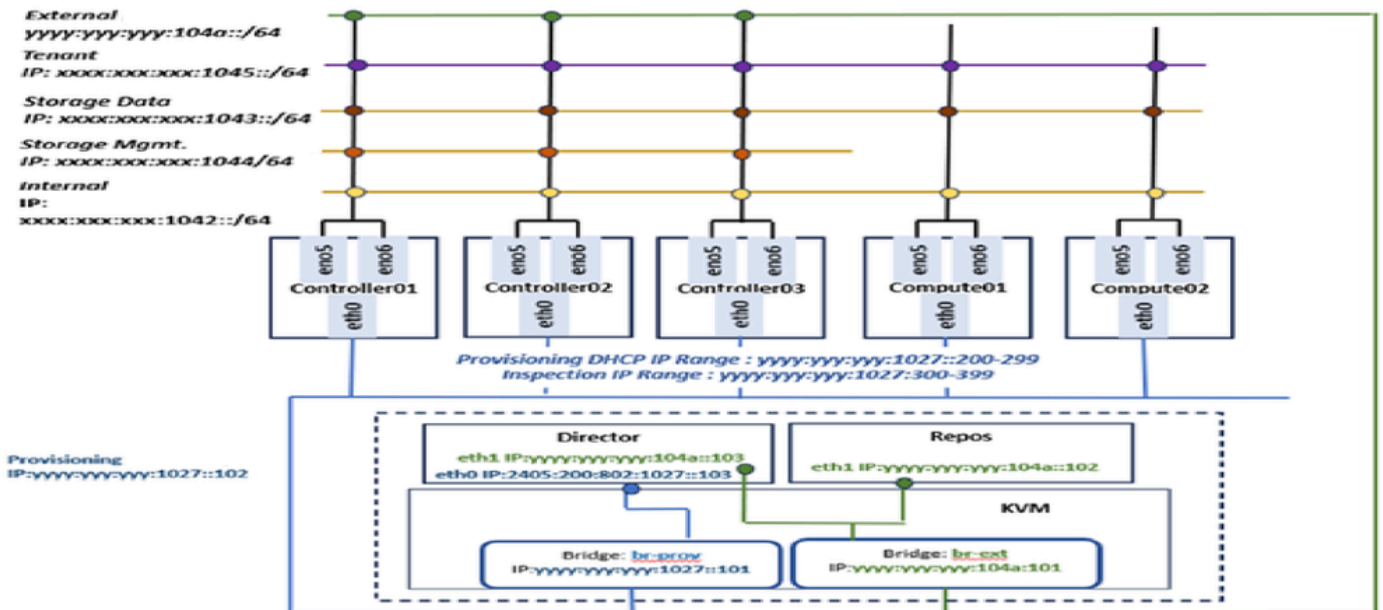 External
yyyy:yyy:yyy:104a::/64
Tenant
IP: xxxx:xxx:xxx:1045::/64
Storage Data
IP: xxxx:xxx:xxx:1043::/64
Storage Mgmt.
IP: xxxx:xxx:xxx:1044/64
Internal
IP:
xxxx:xxx:xxx:1042::/64
eno5 eno6 eno5 eno6 eno5 eno6 eno5 eno6 eno5 eno6
Controller01 Controller02 Controller03 Compute01 Compute02
eth0 eth0 eth0 eth0 eth0
Provisioning DHCP IP Range : yyyy:yyy:yyy:1027::200-299
Inspection IP Range : yyyy:yyy:yyy:1027:300-399
Provisioning
IP:yyyy:yyy:yyy:1027::102
Director
eth1 IP:yyyy:yyy:yyy:104a::103
eth0 IP:2405:200:802:1027::103
Repos
eth1 IP:yyyy:yyy:yyy:104a::102
KVM
Bridge: br-prov
IP:yyyy:yyy:yyy:1027::101
Bridge: br-ext
IP:yyyy:yyy:yyy:104a:101